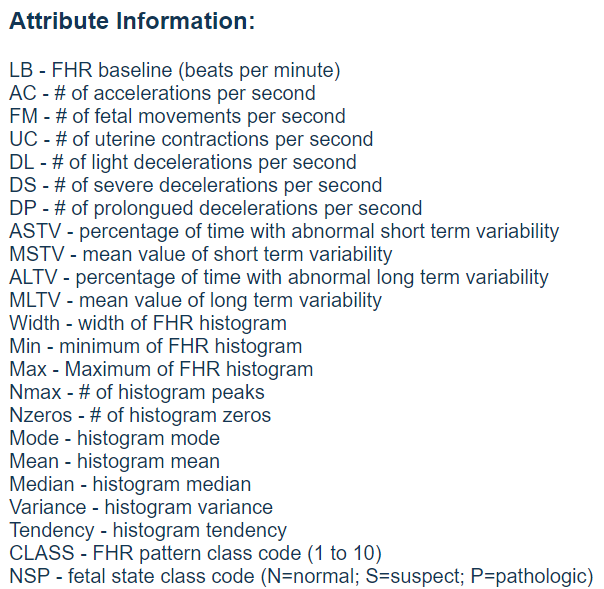 Attribute Information:
LB - FHR baseline (beats per minute)
AC - # of accelerations per second
FM - # of fetal movements per second
UC - # of uterine contractions per second
DL - # of light decelerations per second
DS - # of severe decelerations per second
DP - # of prolongued decelerations per second
ASTV - percentage of time with abnormal short term variability
MSTV - mean value of short term variability
ALTV - percentage of time with abnormal long term variability
MLTV - mean value of long term variability
Width - width of FHR histogram
Min - minimum of FHR histogram
Max - Maximum of FHR histogram
Nmax - # of histogram peaks
Nzeros - # of histogram zeros
Mode - histogram mode
Mean - histogram mean
Median - histogram median
Variance - histogram variance
Tendency - histogram tendency
CLASS - FHR pattern class code (1 to 10)
NSP - fetal state class code (N=normal; S=suspect; P=pathologic)